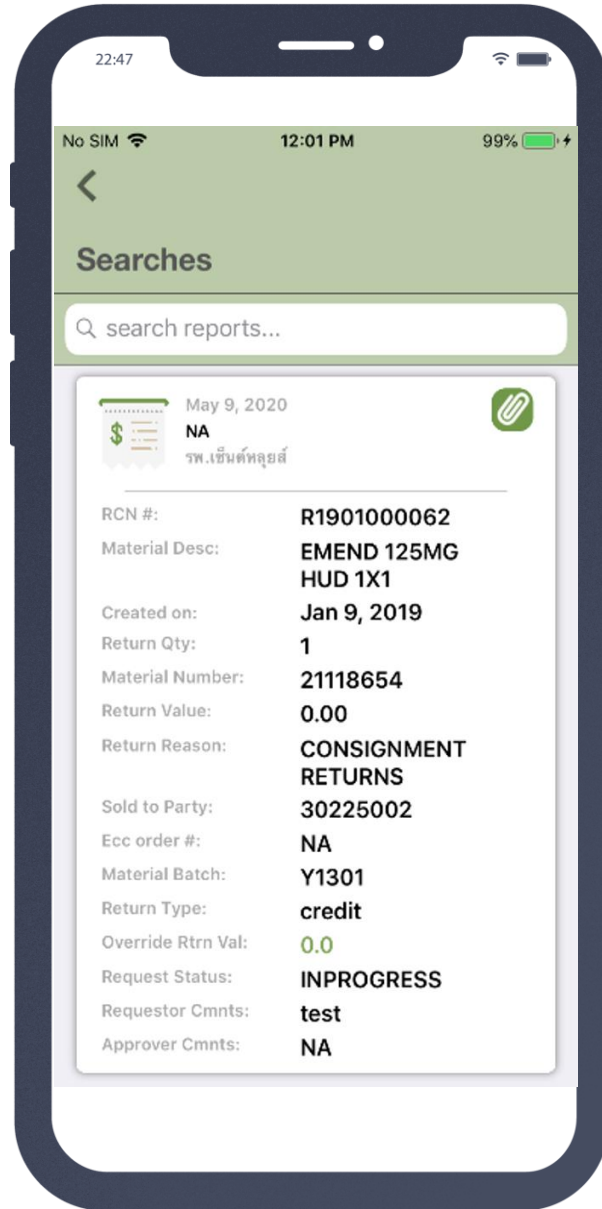 22:47
No SIM 12:01 PM 99%
Searches
search reports...
May 9, 2020
$ NA
รพ.เซ็นต์หลุยส์
RCN #: R1901000062
Material Desc: EMEND 125MG
HUD 1X1
Created on: Jan 9, 2019
Return Qty: 1
Material Number: 21118654
Return Value: 0.00
Return Reason: CONSIGNMENT
RETURNS
Sold to Party: 30225002
Ecc order #: NA
Material Batch: Y1301
Return Type: credit
Override Rtrn Val: 0.0
Request Status: INPROGRESS
Requestor Cmnts: test
Approver Cmnts: NA